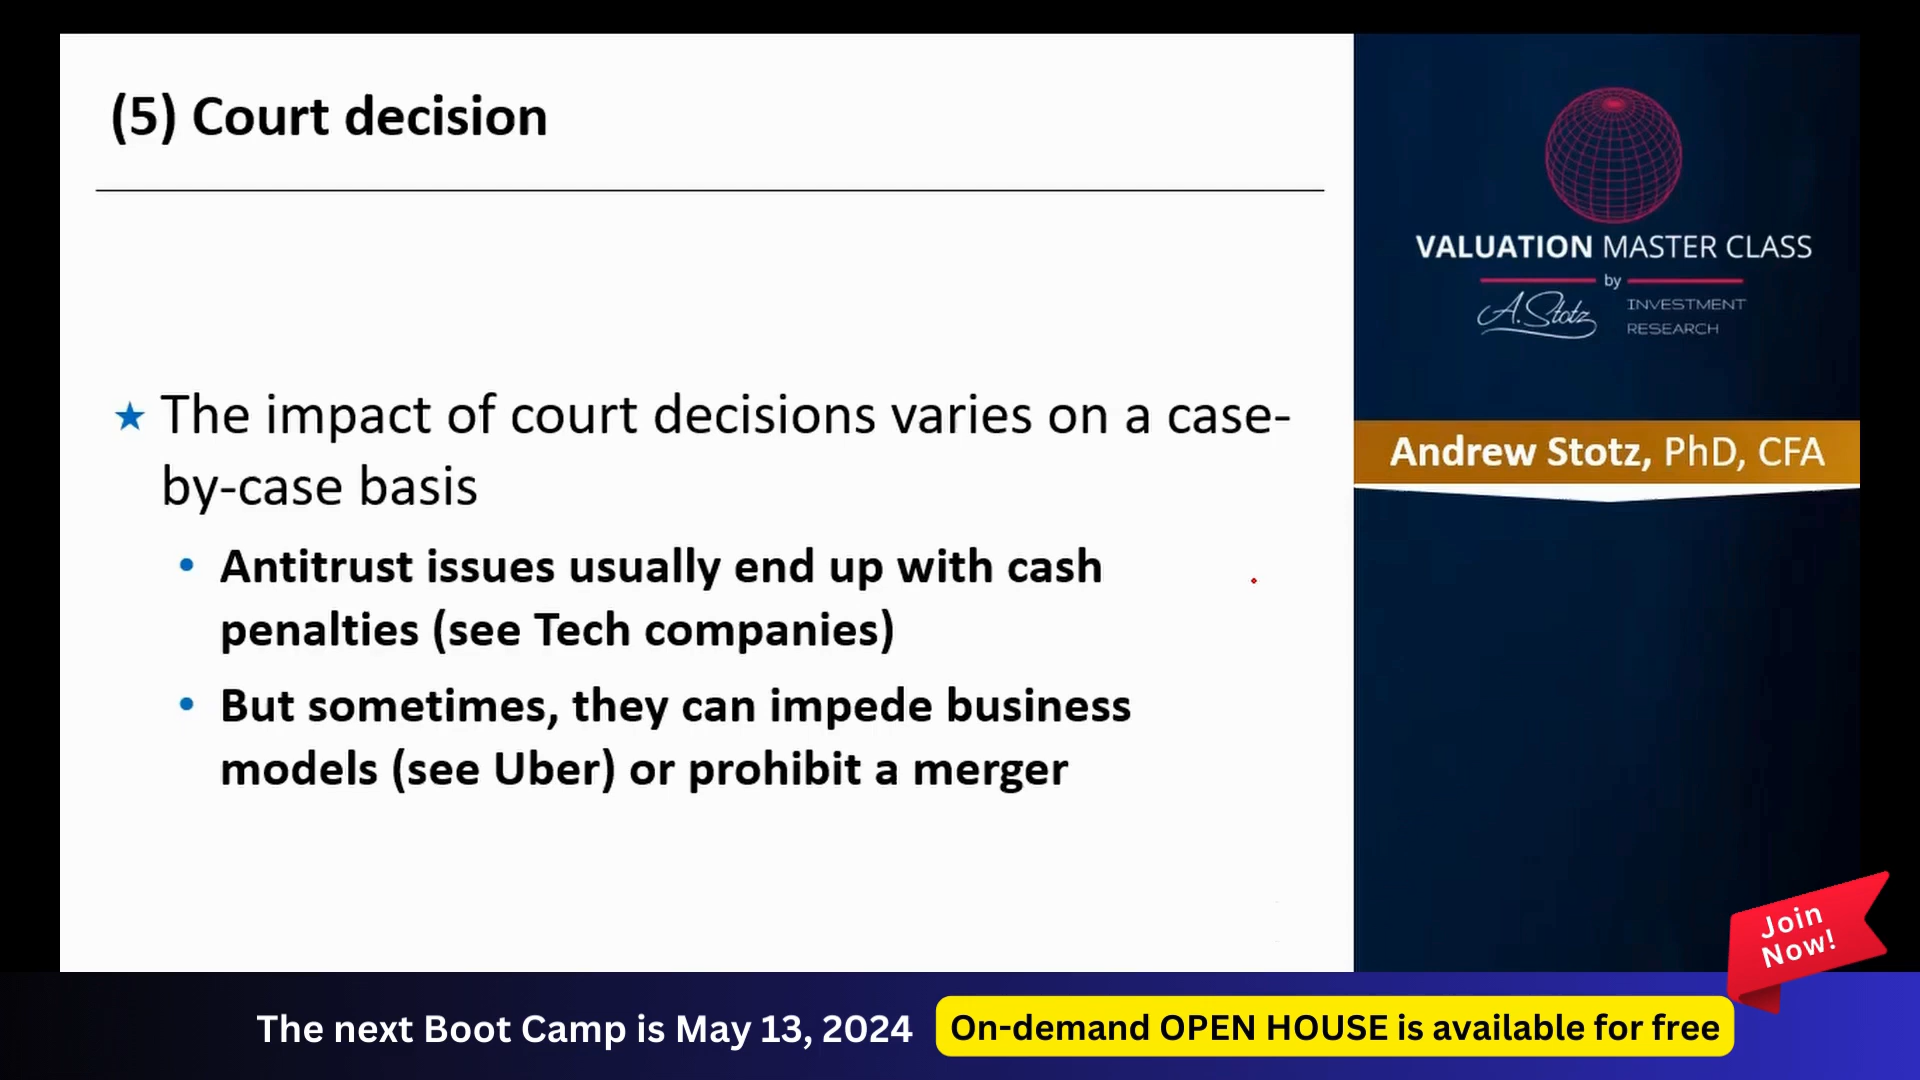 (5) Court decision
★ The impact of court decisions varies on a case-
by-case basis
• Antitrust issues usually end up with cash
penalties (see Tech companies)
• But sometimes, they can impede business
models (see Uber) or prohibit a merger
VALUATION MASTER CLASS
by
A. Stotz
INVESTMENT
RESEARCH
Andrew Stotz, PhD, CFA
Join
Now!
The next Boot Camp is May 13, 2024
On-demand OPEN HOUSE is available for free